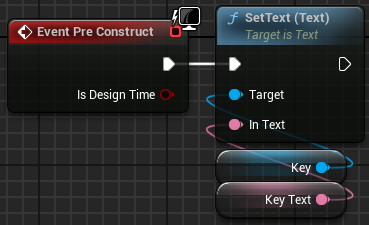 Event Pre Construct
Is Design Time
SetText (Text)
Target is Text
Target
In Text
Key
Key Text